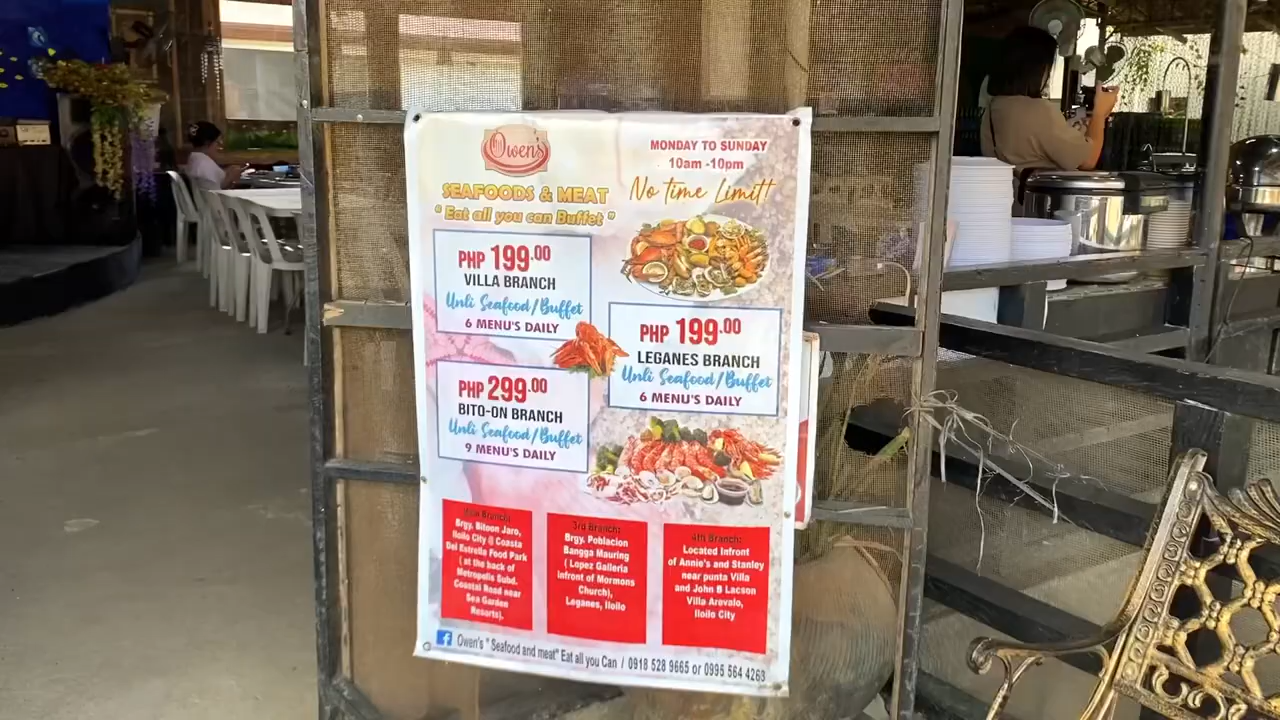 Owen's
SEAFOODS & MEAT
" Eat all you can Buffet "
MONDAY TO SUNDAY
10am -10pm
No time Limit!
PHP 199.00
VILLA BRANCH
Unli Seafood/Buffet
6 MENU'S DAILY
PHP 199.00
LEGANES BRANCH
Unli Seafood/Buffet
6 MENU'S DAILY
PHP 299.00
BITO-ON BRANCH
Unli Seafood/Buffet
9 MENU'S DAILY
Branch:
Brgy. Bitoon Jaro,
Iloilo City @ Coasta
Del Estrella Food Park
( at the back of
Metropolis Subd.
Coastal Road near
Sea Garden
Resorts).
3rd Branch:
Brgy. Poblacion
Bangga Mauring
( Lopez Galleria
Infront of Mormons
Church),
Leganes, Iloilo
4th Branch:
Located Infront
of Annie's and Stanley
near punta Villa
and John B Lacson
Villa Arevalo,
Iloilo City
Owen's " Seafood and meat" Eat all you Can / 0918 528 9665 or 0995 564 4263